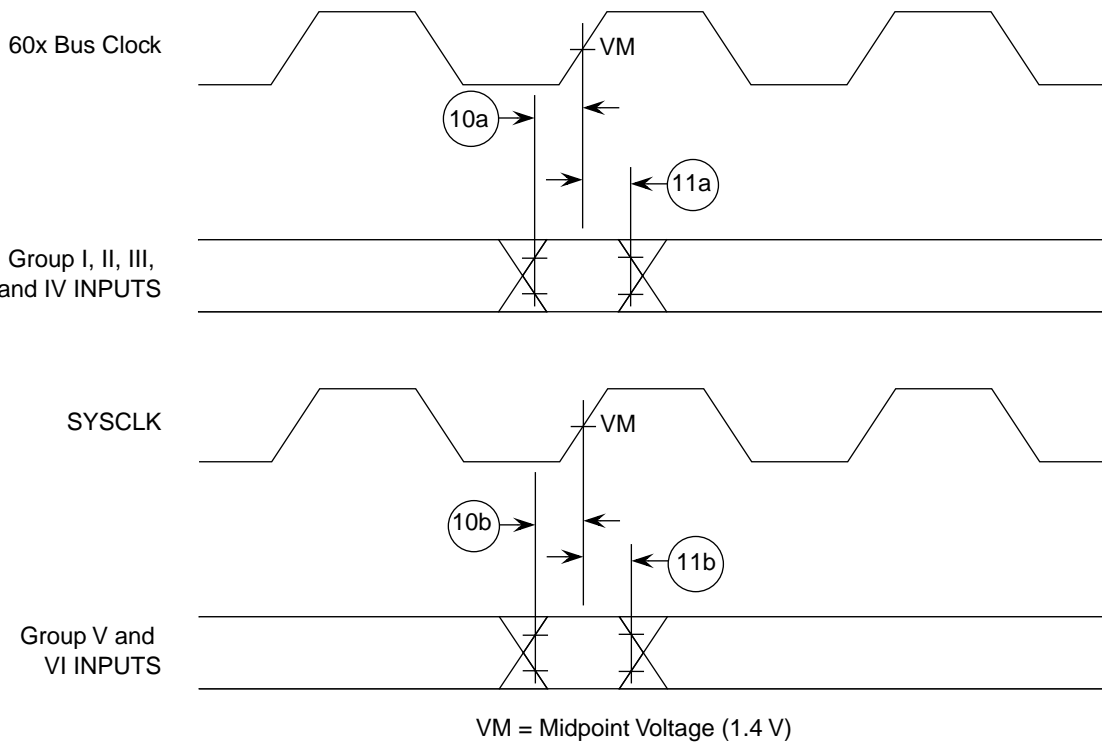 60x Bus Clock
VM
10a
11a
Group I, II, III,
and IV INPUTS
SYSCLK
VM
10b
11b
Group V and
VI INPUTS
VM = Midpoint Voltage (1.4 V)